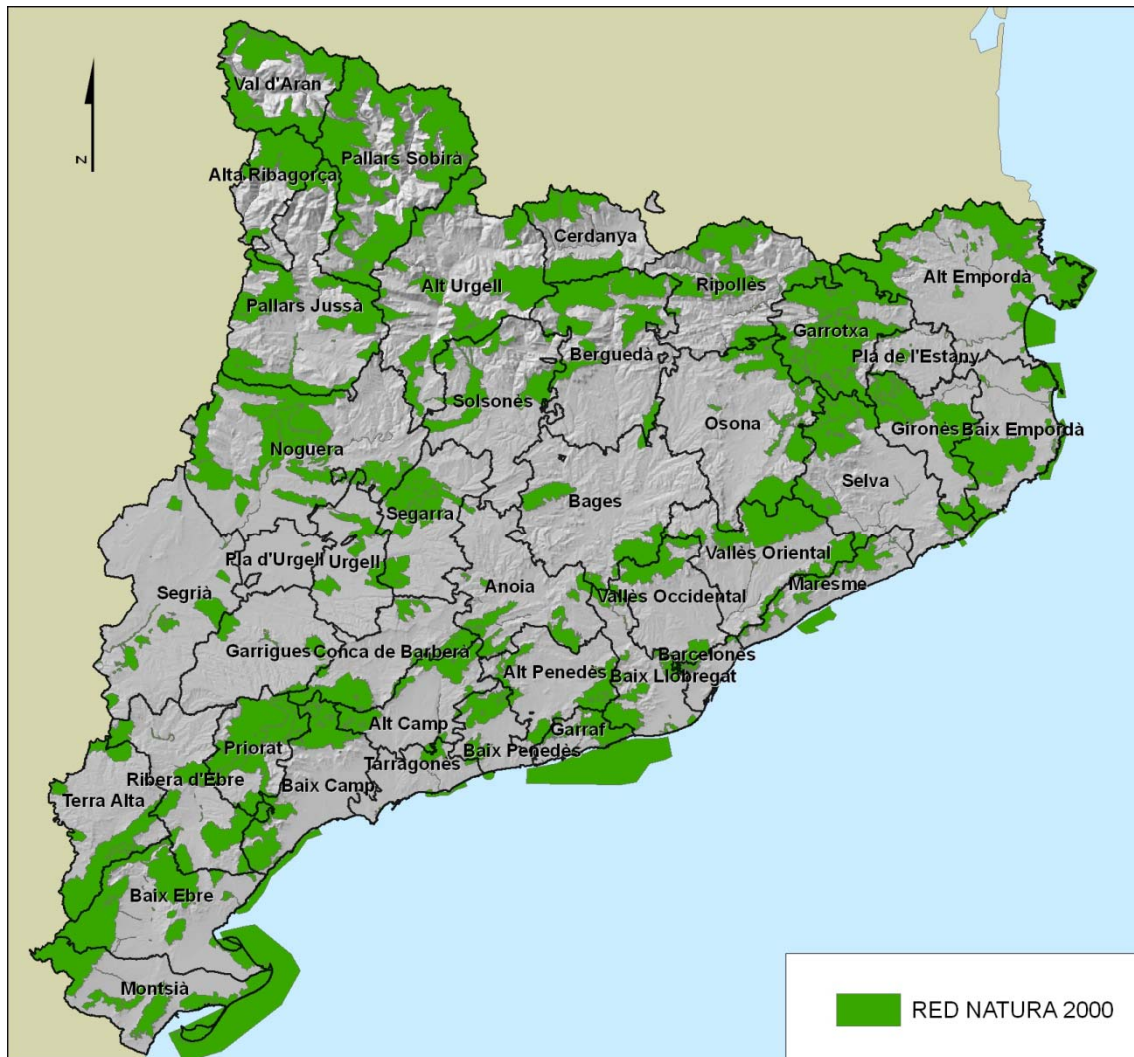 Val d'Aran
Pallars Sobirà
Alta Ribagorça
Cerdanya
Alt Empordà
Alt Urgell
Ripollès
Pallars Jussà
Garrotxa
Berguedà
Pla de l'Estany
Solsonès
Osona
Gironès
Baix Empordà
Noguera
Selva
Bages
Segarra
Vallès Oriental
Pla d'Urgell
Urgell
Anoia
Maresme
Segrià
Vallès Occidental
Garrigues
Conca de Barberà
Barcelonès
Alt Penedès
Baix Llobregat
Alt Camp
Garraf
Priorat
Baix Penedès
Tarragonès
Ribera d'Ebre
Baix Camp
Terra Alta
Baix Ebre
Montsià
N
RED NATURA 2000